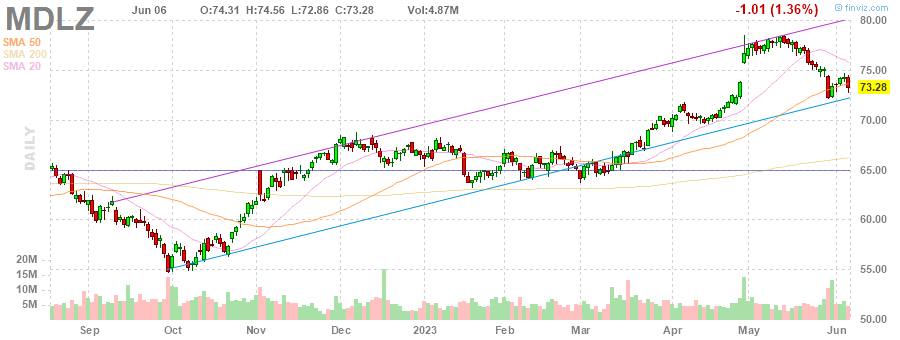 MDLZ
Jun 06 O:74.31 H:74.56 L:72.86 C:73.28 Vol:4.87M
-1.01 (1.36%)
finviz.com
SMA 50
SMA 200
SMA 20
DAILY
80.00
75.00
73.28
70.00
65.00
60.00
55.00
50.00
20M
15M
10M
5M
Sep Oct Nov Dec 2023 Feb Mar Apr May Jun